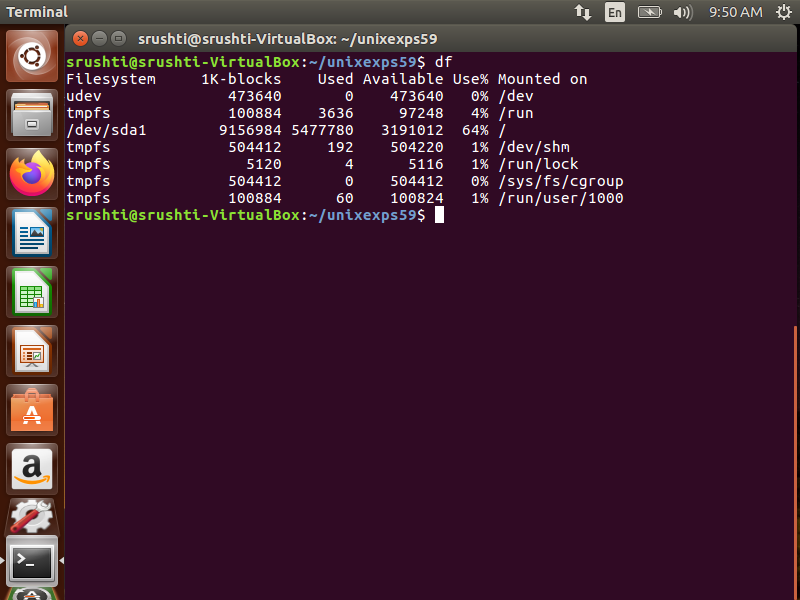 Terminal
En
9:50 AM
srushti@srushti-VirtualBox: ~/unixexps59
srushti@srushti-VirtualBox:~/unixexps59$ df
Filesystem     1K-blocks    Used Available Use% Mounted on
udev              473640       0    473640   0% /dev
tmpfs             100884    3636     97248   4% /run
/dev/sda1        9156984 5477780   3191012  64% /
tmpfs             504412     192    504220   1% /dev/shm
tmpfs               5120       4      5116   1% /run/lock
tmpfs             504412       0    504412   0% /sys/fs/cgroup
tmpfs             100884      60    100824   1% /run/user/1000
srushti@srushti-VirtualBox:~/unixexps59$